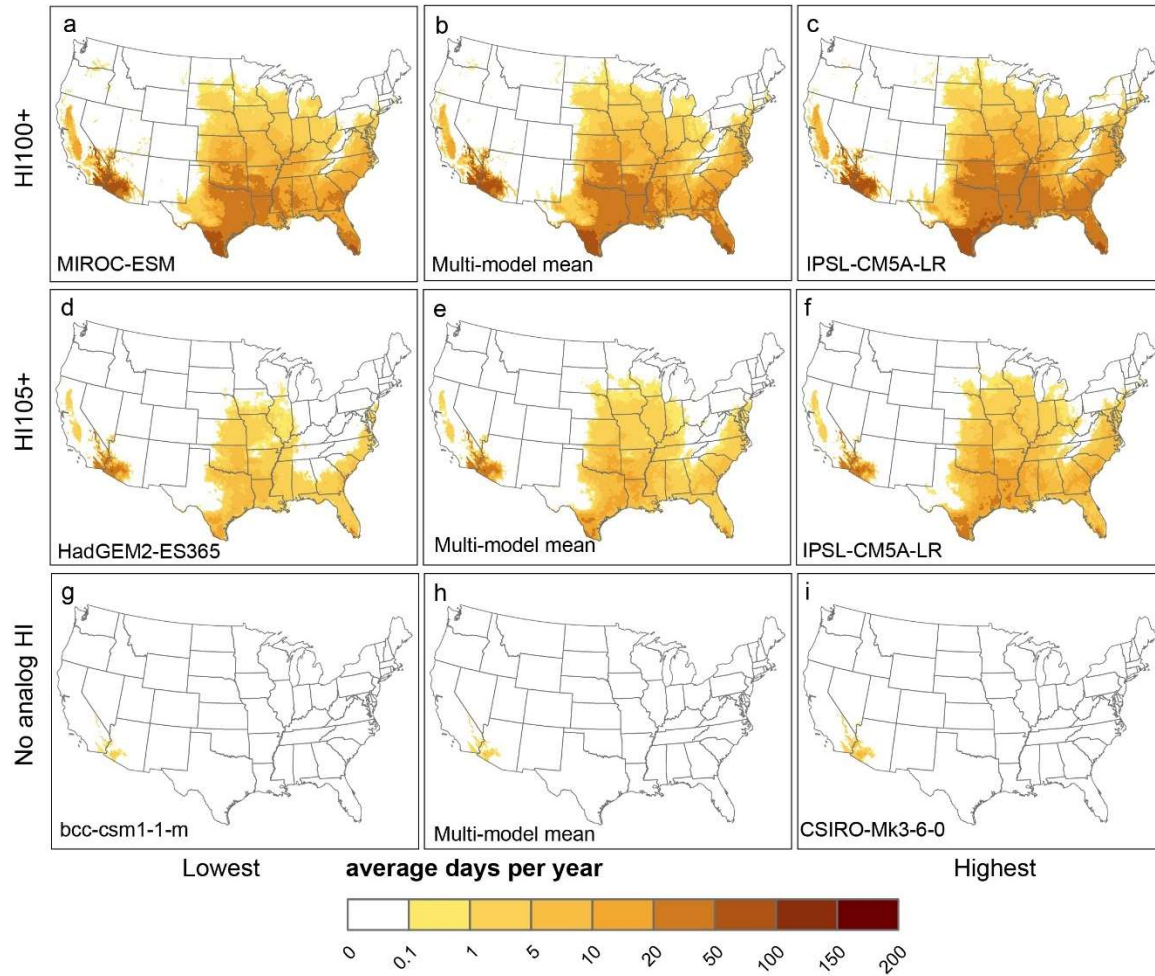 a
b
c
HI100+
MIROC-ESM
Multi-model mean
IPSL-CM5A-LR
d
e
f
HI105+
HadGEM2-ES365
Multi-model mean
IPSL-CM5A-LR
g
h
i
No analog HI
bcc-csm1-1-m
Multi-model mean
CSIRO-Mk3-6-0
Lowest
average days per year
Highest
0 0.1 1 5 10 20 50 100 150 200